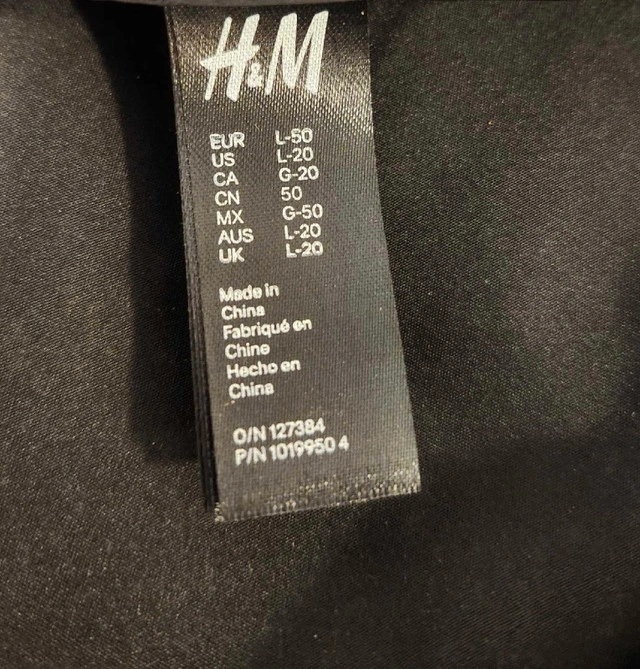 H&M
EUR L-50
US L-20
CA G-20
CN 50
MX G-50
AUS L-20
UK L-20
Made in
China
Fabriqué en
Chine
Hecho en
China
O/N 127384
P/N 1019950 4